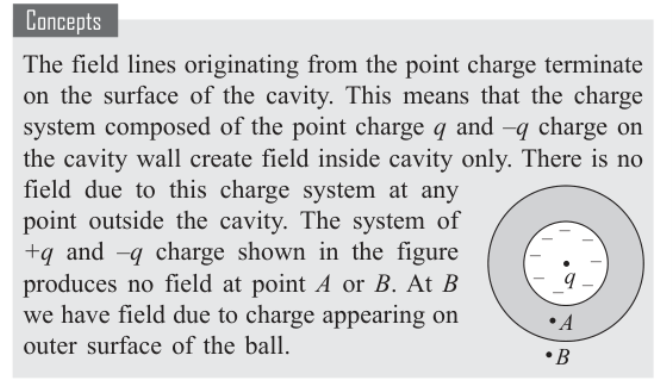 Concepts
The field lines originating from the point charge terminate
on the surface of the cavity. This means that the charge
system composed of the point charge q and –q charge on
the cavity wall create field inside cavity only. There is no
field due to this charge system at any
point outside the cavity. The system of
+q and –q charge shown in the figure
produces no field at point A or B. At B
we have field due to charge appearing on
outer surface of the ball.
q
A
B